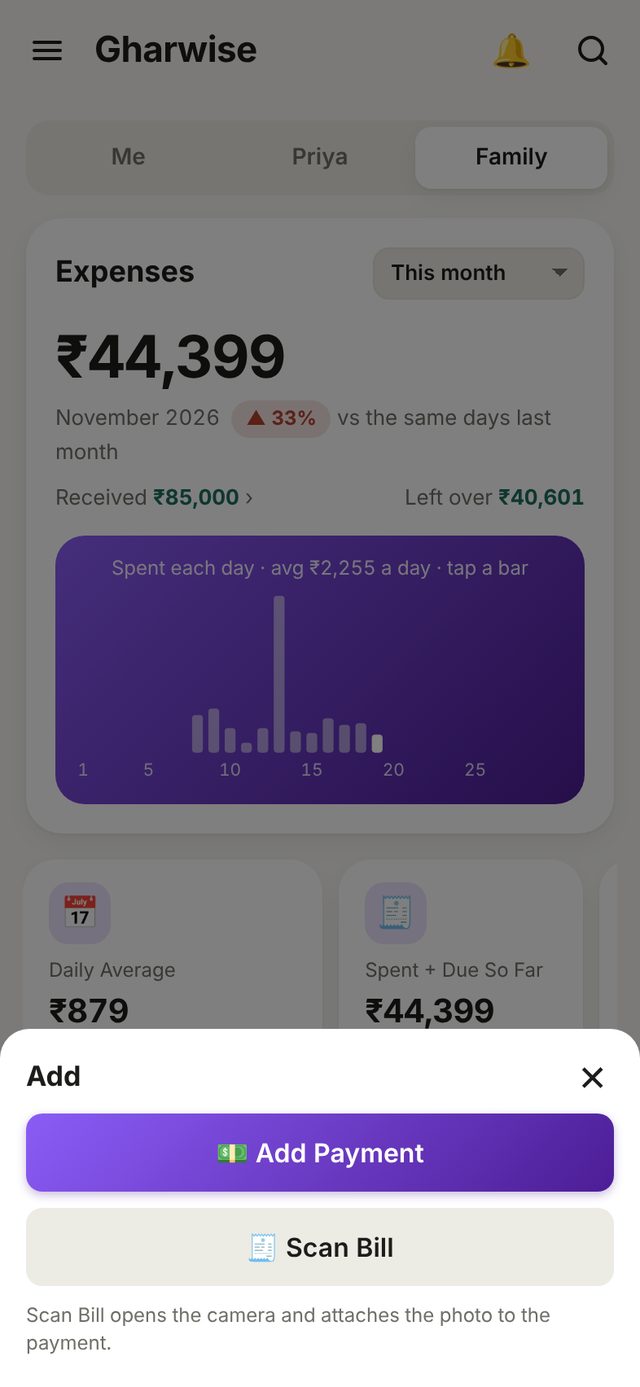 Gharwise
Me Priya Family
Expenses This month
₹44,399
November 2026 ▲ 33% vs the same days last
month
Received ₹85,000 › Left over ₹40,601
Spent each day · avg ₹2,255 a day · tap a bar
1 5 10 15 20 25
July
17
Daily Average Spent + Due So Far
₹879 ₹44,399
Add
Add Payment
Scan Bill
Scan Bill opens the camera and attaches the photo to the
payment.